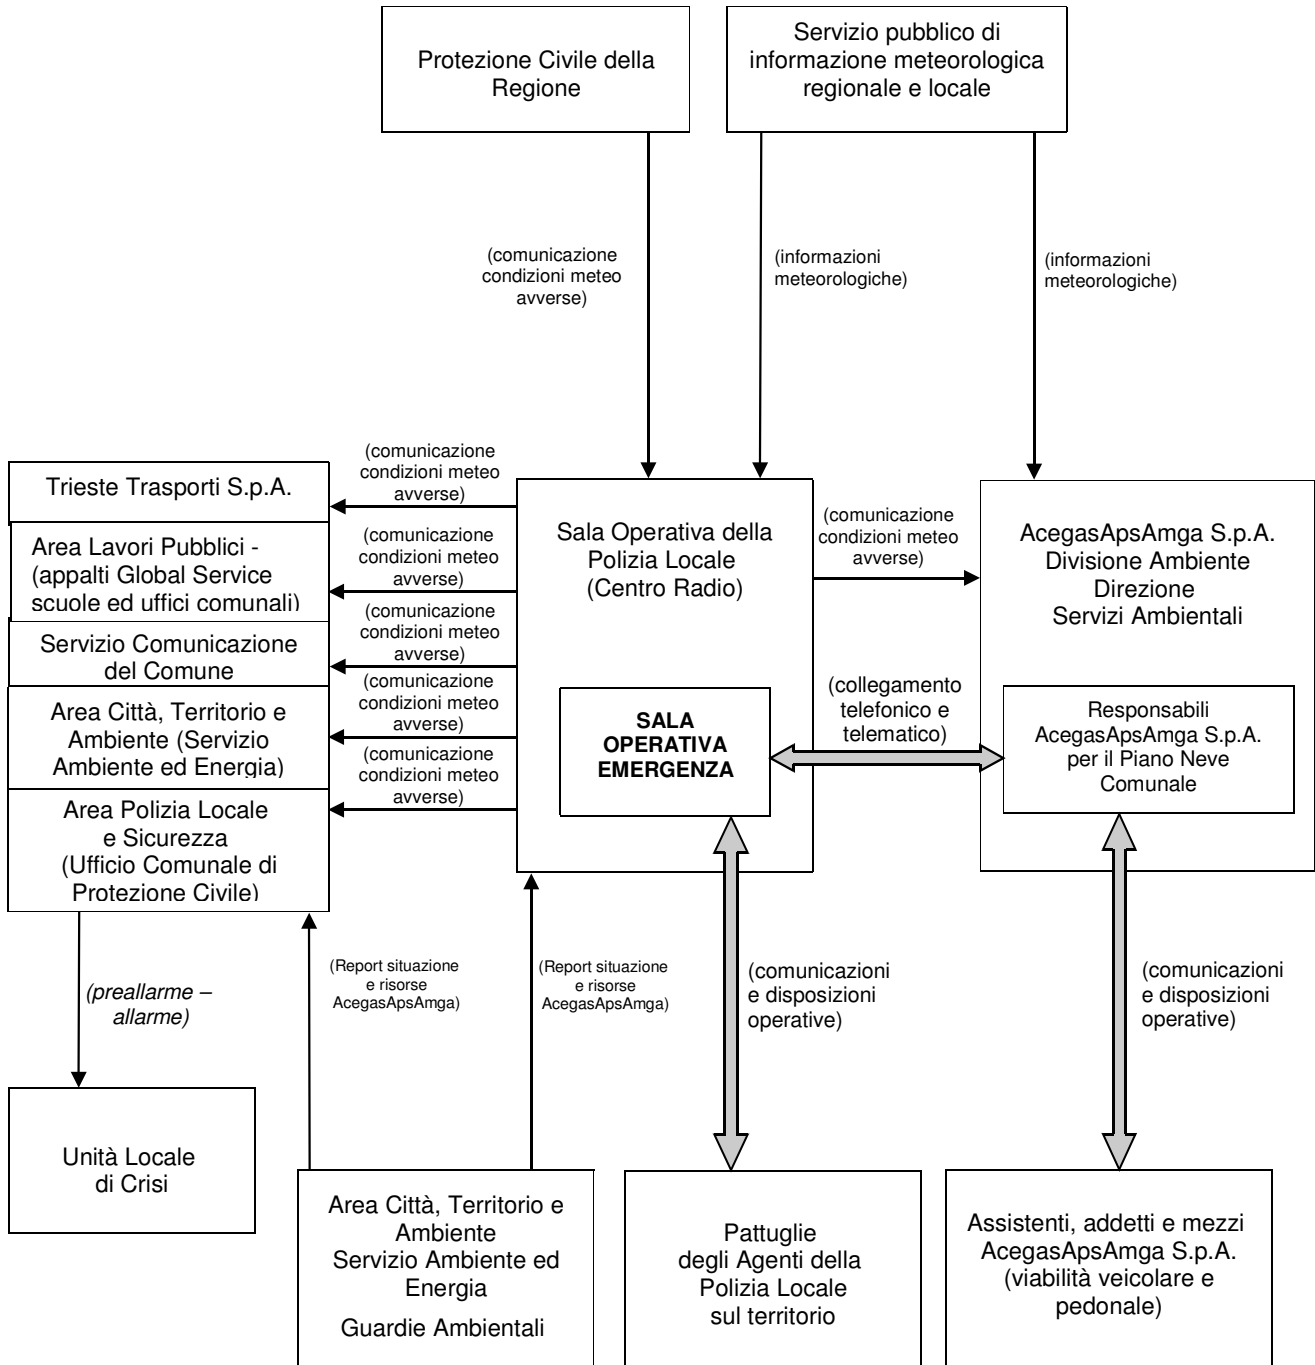 Protezione Civile della
Regione
Servizio pubblico di
informazione meteorologica
regionale e locale
(comunicazione
condizioni meteo
avverse)
(informazioni
meteorologiche)
(informazioni
meteorologiche)
Trieste Trasporti S.p.A.
Area Lavori Pubblici -
(appalti Global Service
scuole ed uffici comunali)
Servizio Comunicazione
del Comune
Area Città, Territorio e
Ambiente (Servizio
Ambiente ed Energia)
Area Polizia Locale
e Sicurezza
(Ufficio Comunale di
Protezione Civile)
(comunicazione
condizioni meteo
avverse)
(comunicazione
condizioni meteo
avverse)
(comunicazione
condizioni meteo
avverse)
(comunicazione
condizioni meteo
avverse)
(comunicazione
condizioni meteo
avverse)
Sala Operativa della
Polizia Locale
(Centro Radio)
SALA
OPERATIVA
EMERGENZA
(comunicazione
condizioni meteo
avverse)
(collegamento
telefonico e
telematico)
AcegasApsAmga S.p.A.
Divisione Ambiente
Direzione
Servizi Ambientali
Responsabili
AcegasApsAmga S.p.A.
per il Piano Neve
Comunale
(preallarme –
allarme)
(Report situazione
e risorse
AcegasApsAmga)
(Report situazione
e risorse
AcegasApsAmga)
(comunicazioni
e disposizioni
operative)
(comunicazioni
e disposizioni
operative)
Unità Locale
di Crisi
Area Città, Territorio e
Ambiente
Servizio Ambiente ed
Energia
Guardie Ambientali
Pattuglie
degli Agenti della
Polizia Locale
sul territorio
Assistenti, addetti e mezzi
AcegasApsAmga S.p.A.
(viabilità veicolare e
pedonale)